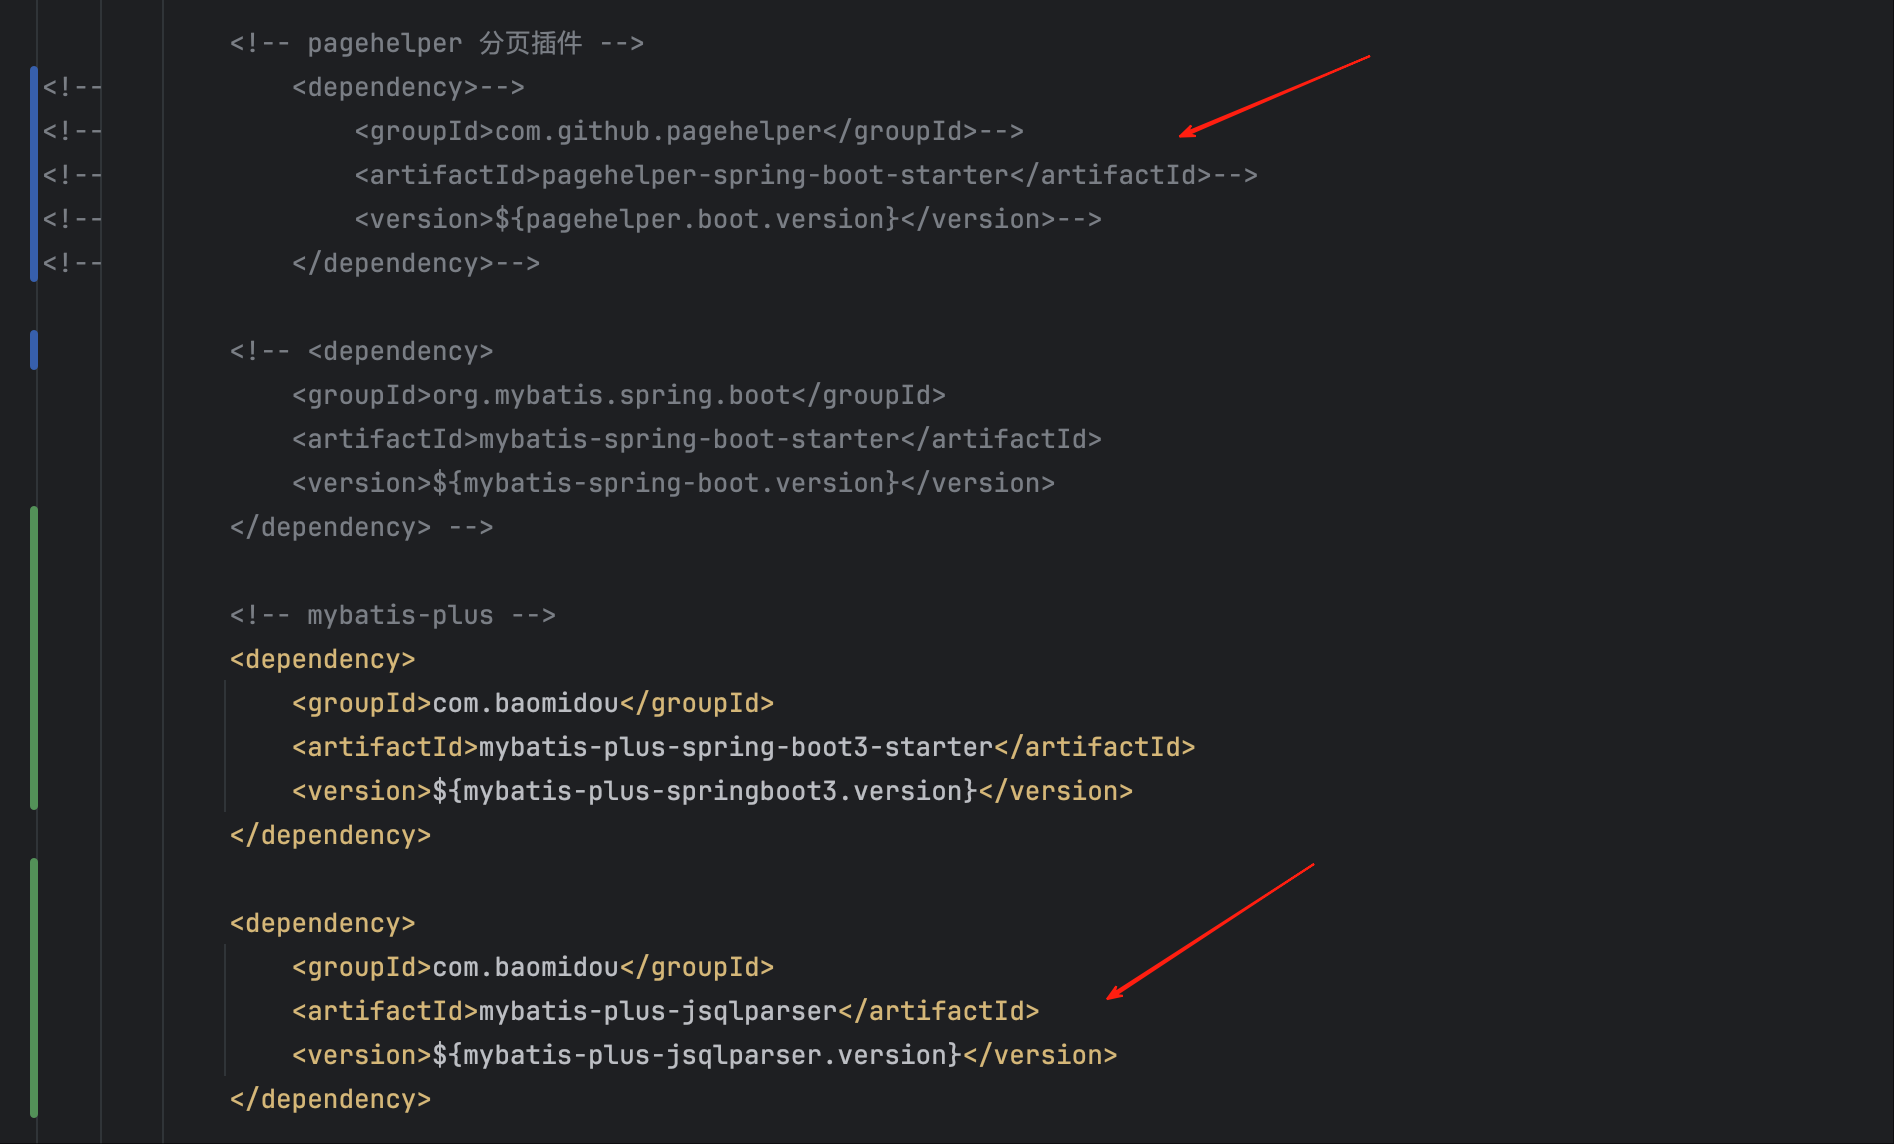 <!-- pagehelper 分页插件 -->
<!--            <dependency>-->
<!--                <groupId>com.github.pagehelper</groupId>-->
<!--                <artifactId>pagehelper-spring-boot-starter</artifactId>-->
<!--                <version>${pagehelper.boot.version}</version>-->
<!--            </dependency>-->
<!-- <dependency>
<groupId>org.mybatis.spring.boot</groupId>
<artifactId>mybatis-spring-boot-starter</artifactId>
<version>${mybatis-spring-boot.version}</version>
</dependency> -->
<!-- mybatis-plus -->
<dependency>
<groupId>com.baomidou</groupId>
<artifactId>mybatis-plus-spring-boot3-starter</artifactId>
<version>${mybatis-plus-springboot3.version}</version>
</dependency>
<dependency>
<groupId>com.baomidou</groupId>
<artifactId>mybatis-plus-jsqlparser</artifactId>
<version>${mybatis-plus-jsqlparser.version}</version>
</dependency>